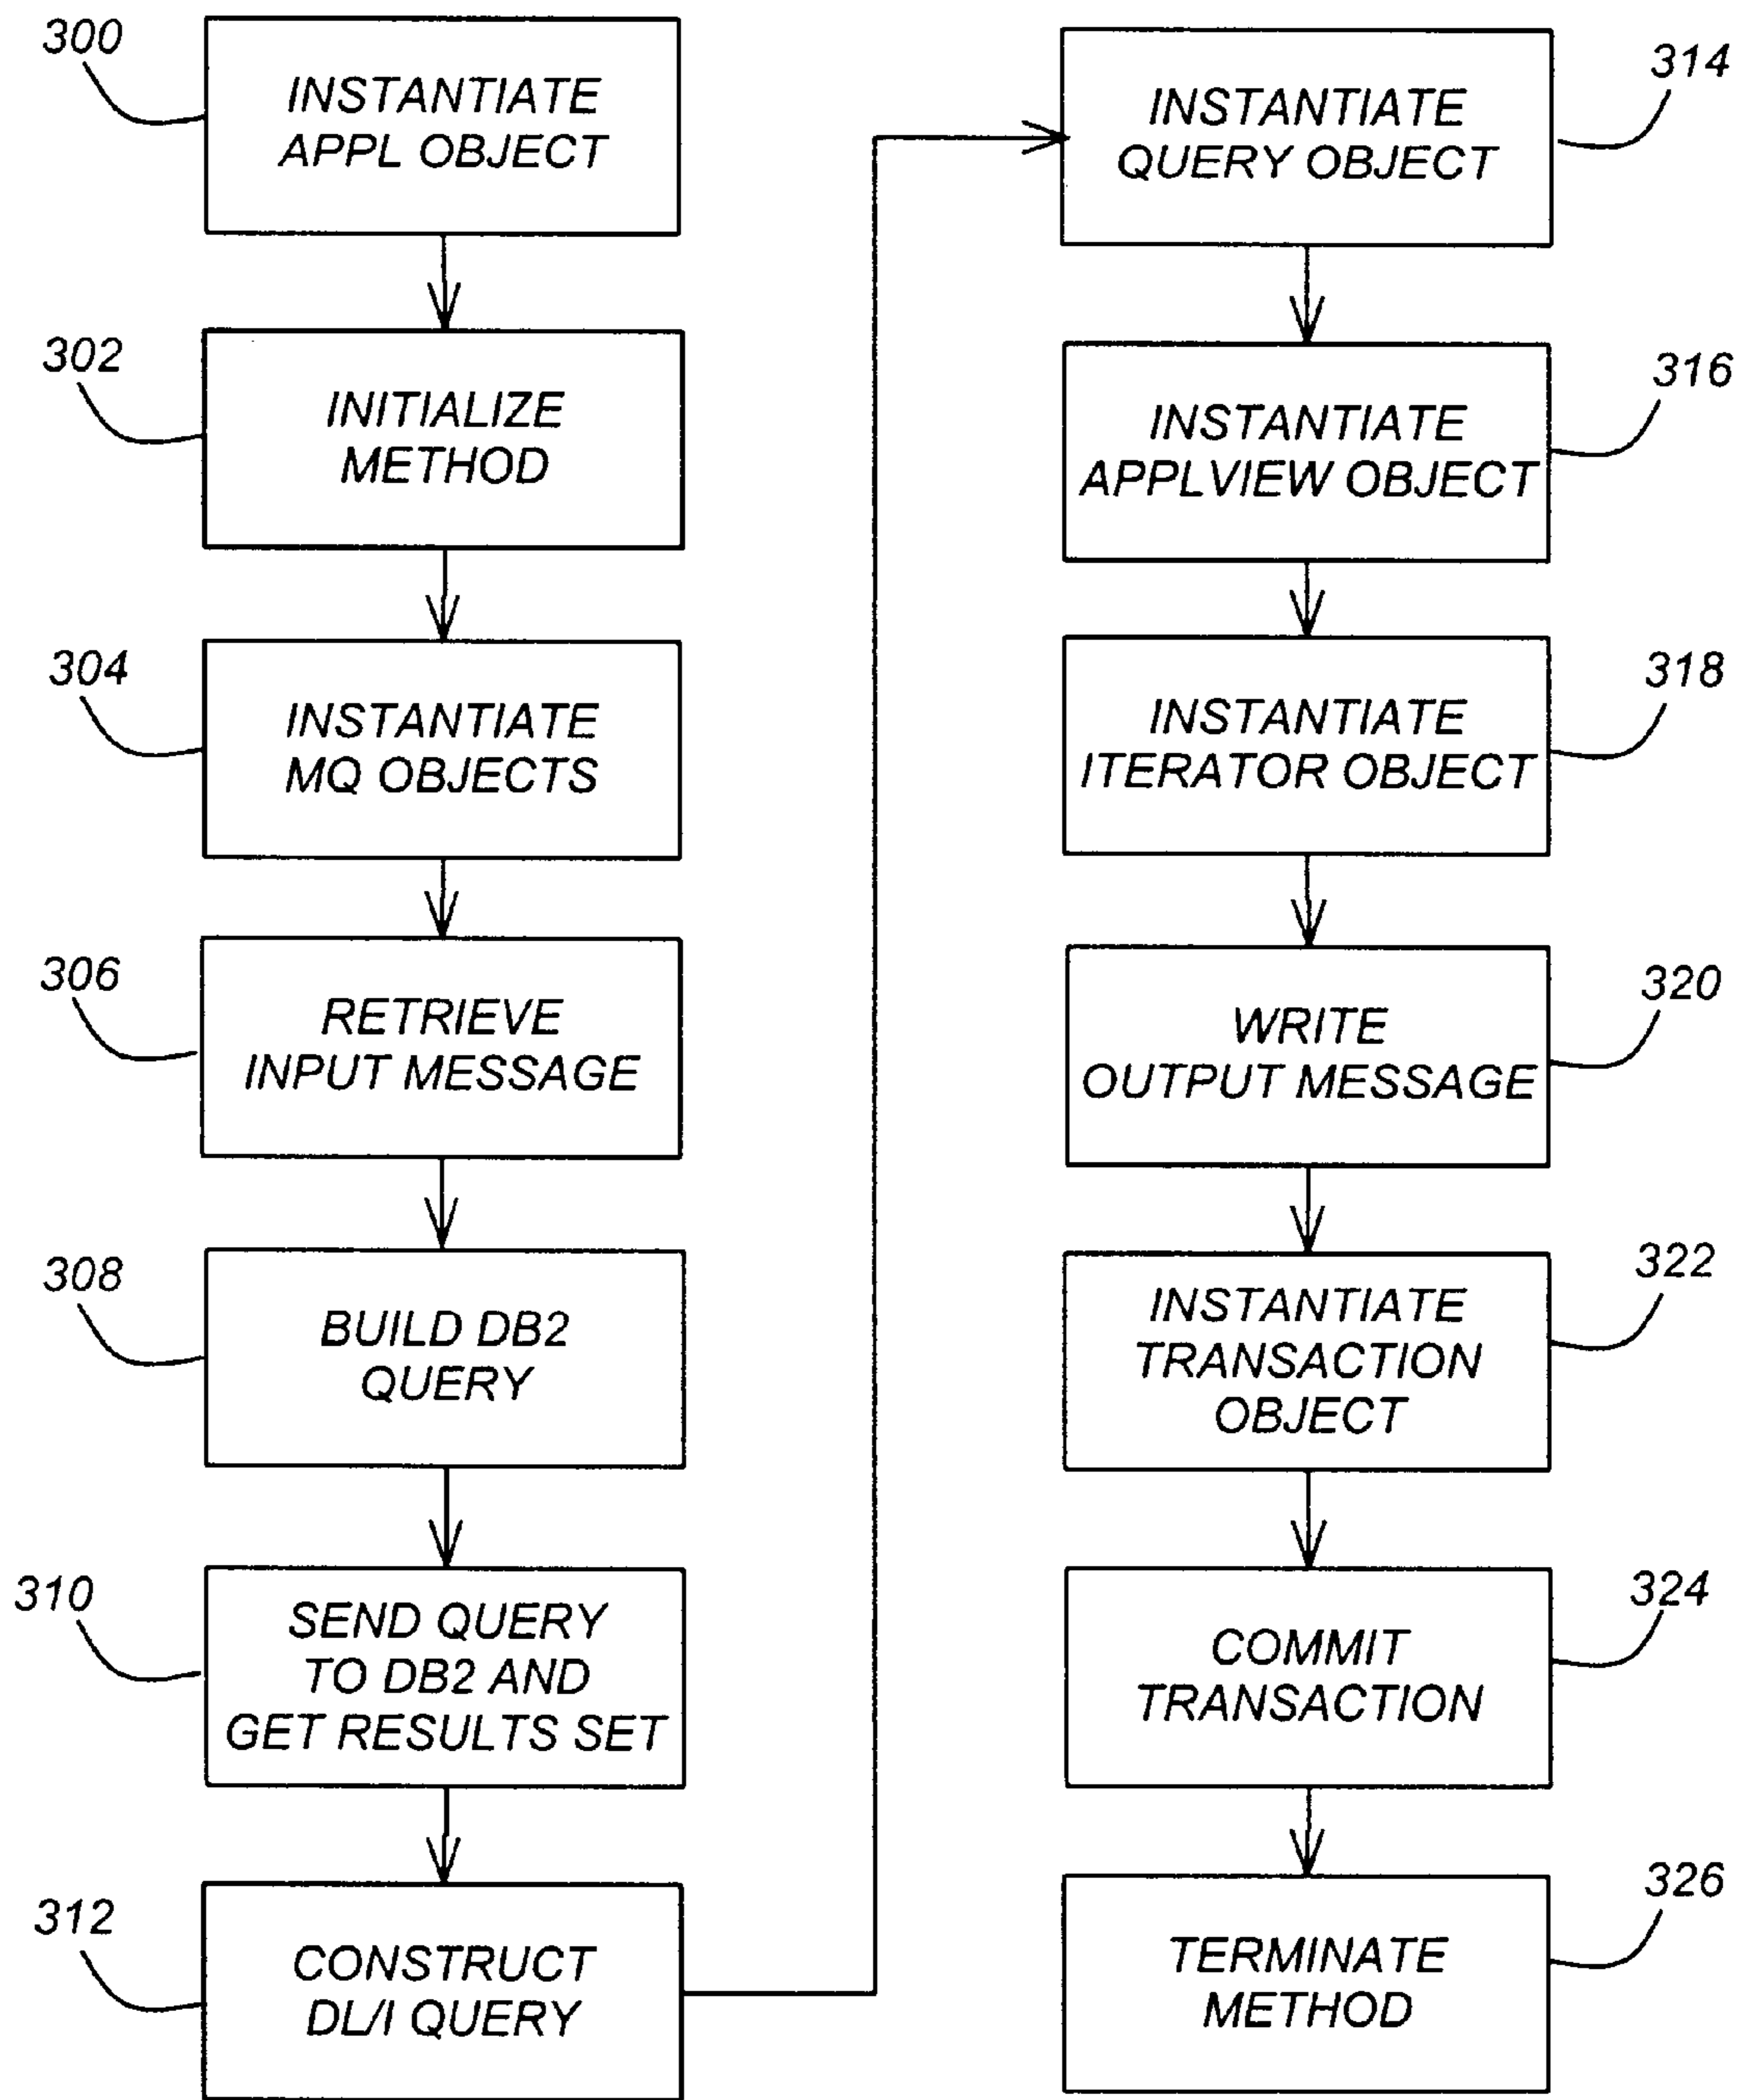 300
INSTANTIATE
APPL OBJECT
302
INITIALIZE
METHOD
304
INSTANTIATE
MQ OBJECTS
306
RETRIEVE
INPUT MESSAGE
308
BUILD DB2
QUERY
310
SEND QUERY
TO DB2 AND
GET RESULTS SET
312
CONSTRUCT
DL/I QUERY
314
INSTANTIATE
QUERY OBJECT
316
INSTANTIATE
APPLVIEW OBJECT
318
INSTANTIATE
ITERATOR OBJECT
320
WRITE
OUTPUT MESSAGE
322
INSTANTIATE
TRANSACTION
OBJECT
324
COMMIT
TRANSACTION
326
TERMINATE
METHOD